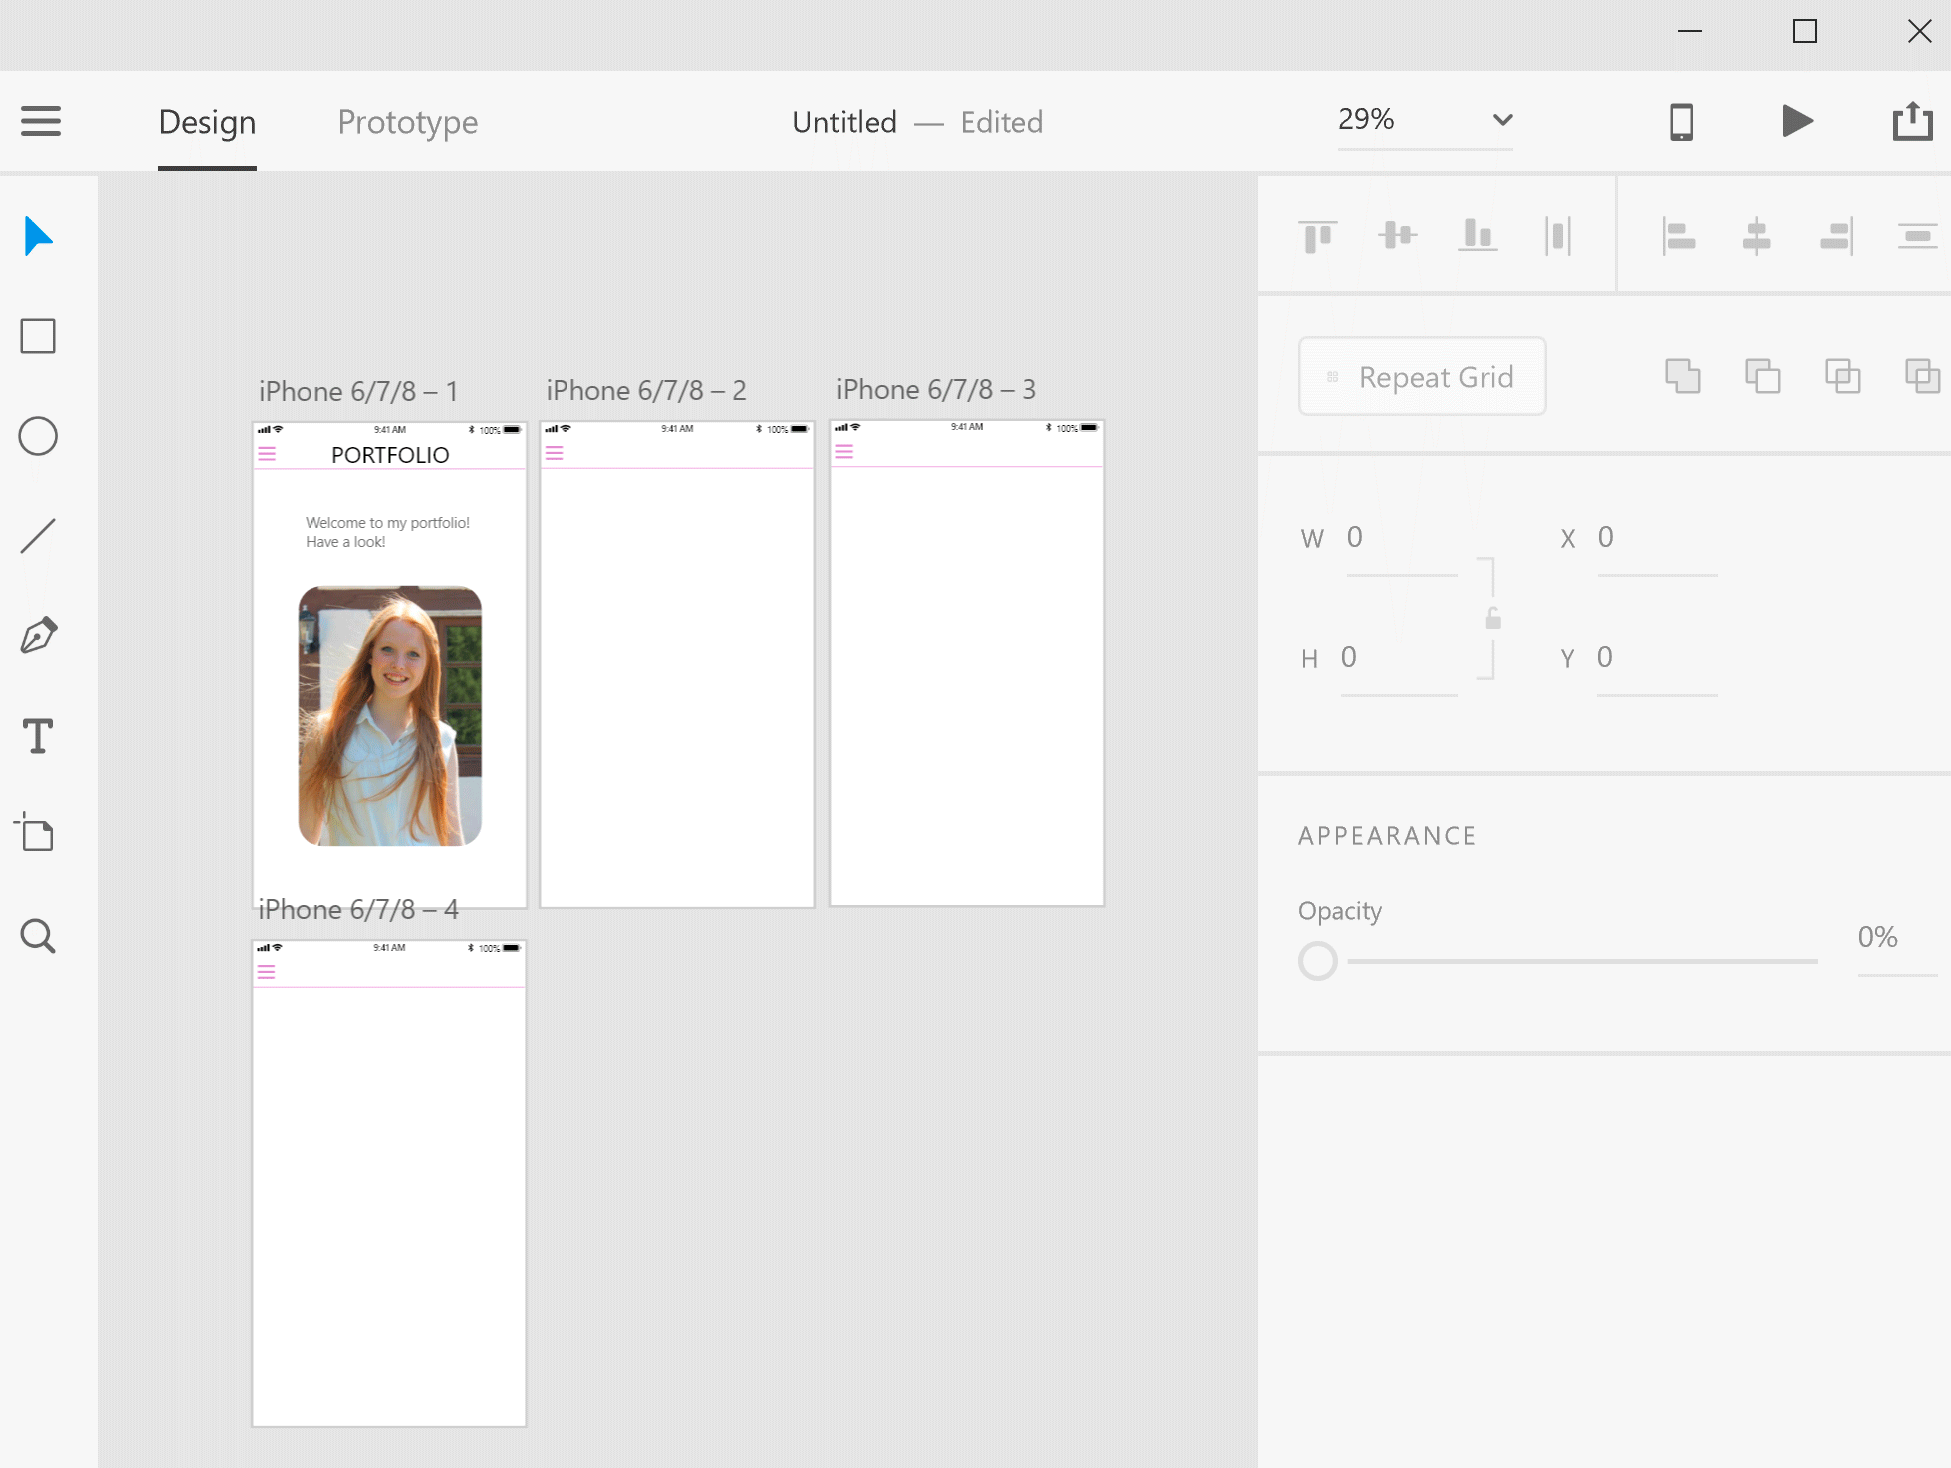 Design
Prototype
Untitled — Edited
29%
Repeat Grid
iPhone 6/7/8 – 1
iPhone 6/7/8 – 2
iPhone 6/7/8 – 3
9:41 AM
100%
9:41 AM
100%
9:41 AM
100%
PORTFOLIO
Welcome to my portfolio!
Have a look!
iPhone 6/7/8 – 4
9:41 AM
100%
W 0
X 0
H 0
Y 0
APPEARANCE
Opacity
0%